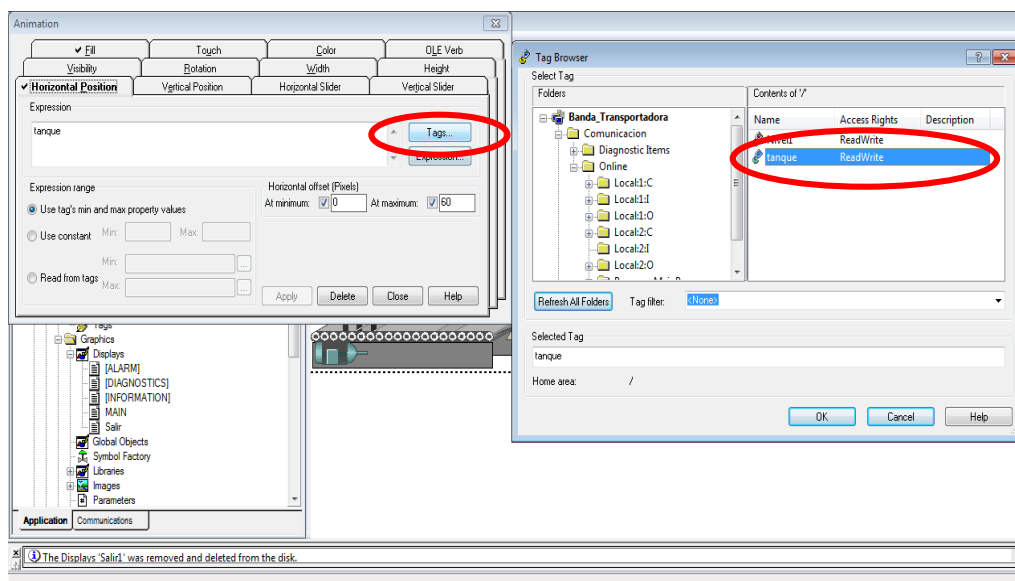 Animation
Fill Touch Color OLE Verb
Visibility Rotation Width Height
Horizontal Position Vertical Position Horizontal Slider Vertical Slider
Expression
tanque
Tags...
Expression...
Expression range
Use tag's min and max property values
Use constant Min: Max:
Min:
Read from tags
Max:
Horizontal offset (Pixels)
At minimum: 0 At maximum: 60
Apply Delete Close Help
Tags
Graphics
Displays
[ALARM]
[DIAGNOSTICS]
[INFORMATION]
MAIN
Salir
Global Objects
Symbol Factory
Libraries
Images
Parameters
Application Communications
Tag Browser
Select Tag
Folders
Banda_Transportadora
Comunicacion
Diagnostic Items
Online
Local:1:C
Local:1:I
Local:1:O
Local:2:C
Local:2:I
Local:2:O
Contents of '/'
Name Access Rights Description
Nivel1 ReadWrite
tanque ReadWrite
Refresh All Folders Tag filter: <None>
Selected Tag
tanque
Home area: /
OK Cancel Help
The Displays 'Salir1' was removed and deleted from the disk.